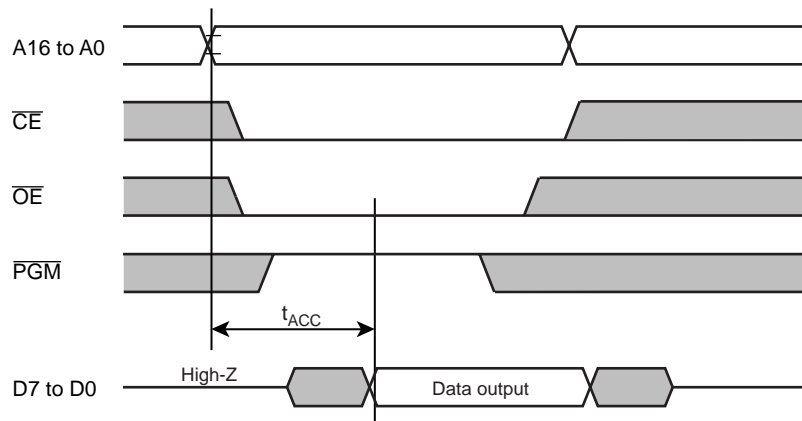 A16 to A0
CE
OE
PGM
tACC
High-Z
D7 to D0
Data output